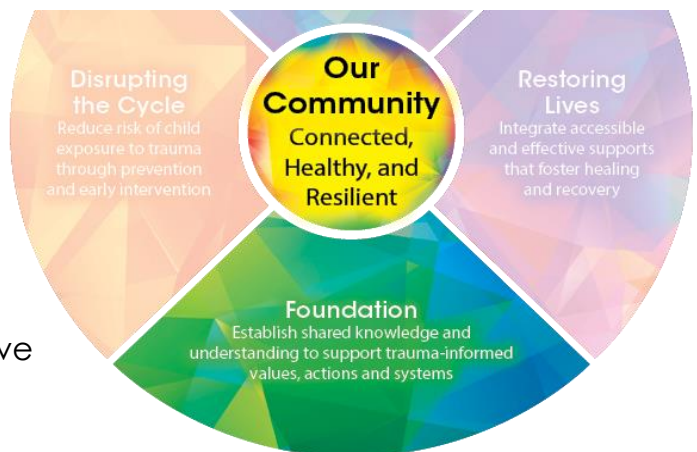 Disrupting
the Cycle
Reduce risk of child
exposure to trauma
through prevention
and early intervention
Our
Community
Connected,
Healthy, and
Resilient
Restoring
Lives
Integrate accessible
and effective supports
that foster healing
and recovery
Foundation
Establish shared knowledge and
understanding to support trauma-informed
values, actions and systems
ve